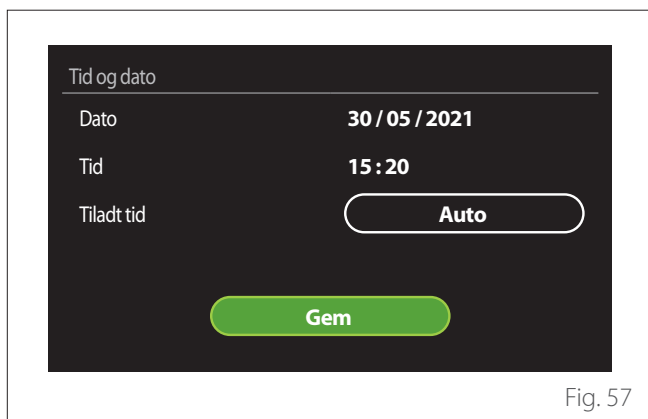 Tid og dato
Dato 30 / 05 / 2021
Tid 15 : 20
Tiladt tid Auto
Gem
Fig. 57